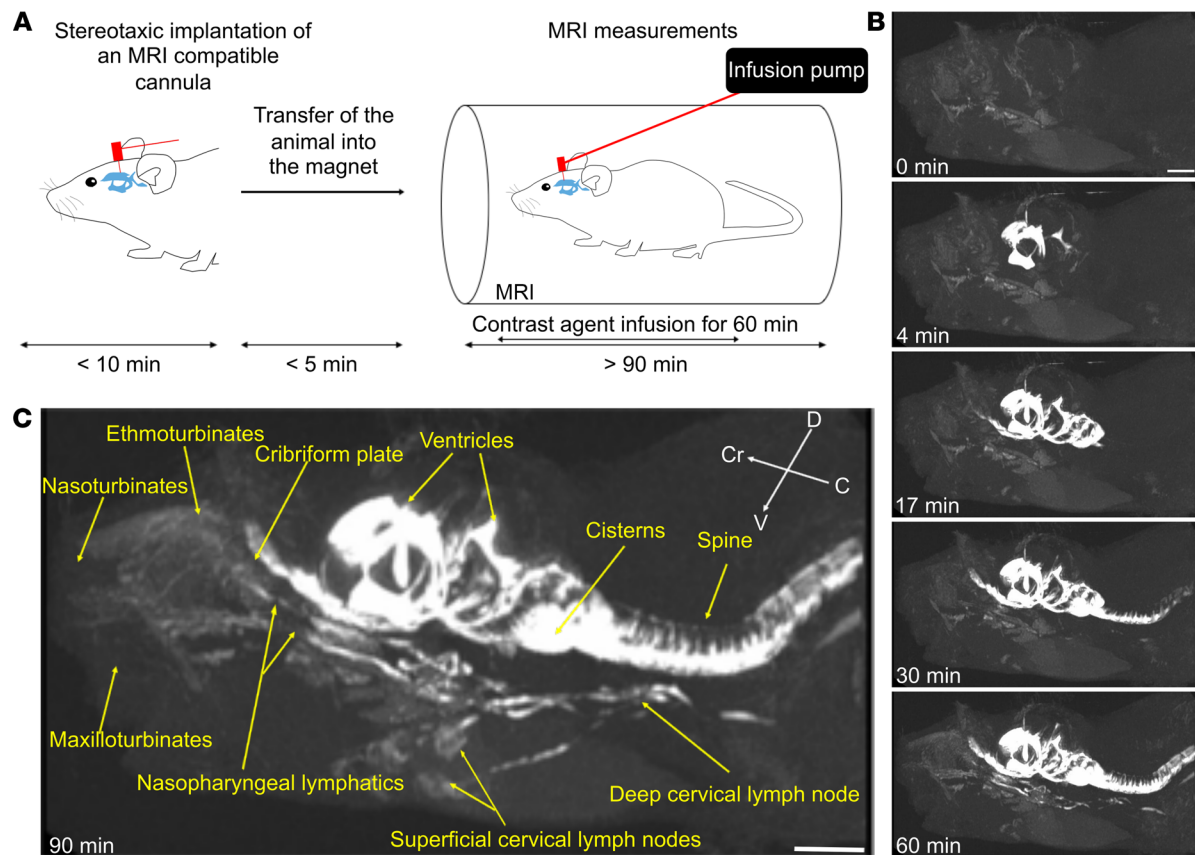 A
Stereotaxic implantation of
an MRI compatible
cannula
Transfer of the
animal into
the magnet
MRI measurements
Infusion pump
MRI
Contrast agent infusion for 60 min
< 10 min
< 5 min
> 90 min
B
0 min
4 min
17 min
30 min
60 min
C
Ethmoturbinates
Cribriform plate
Ventricles
Nasoturbinates
D
Cr
C
V
Cisterns
Spine
Maxilloturbinates
Nasopharyngeal lymphatics
Deep cervical lymph node
Superficial cervical lymph nodes
90 min